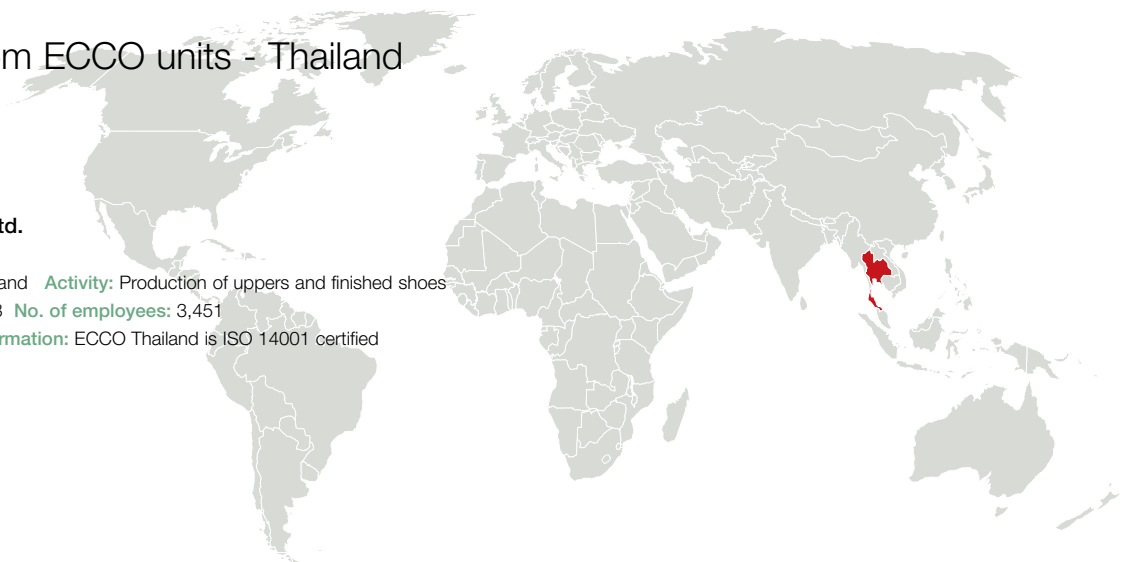 m ECCO units - Thailand
td.
and Activity: Production of uppers and finished shoes
No. of employees: 3,451
rmation: ECCO Thailand is ISO 14001 certified